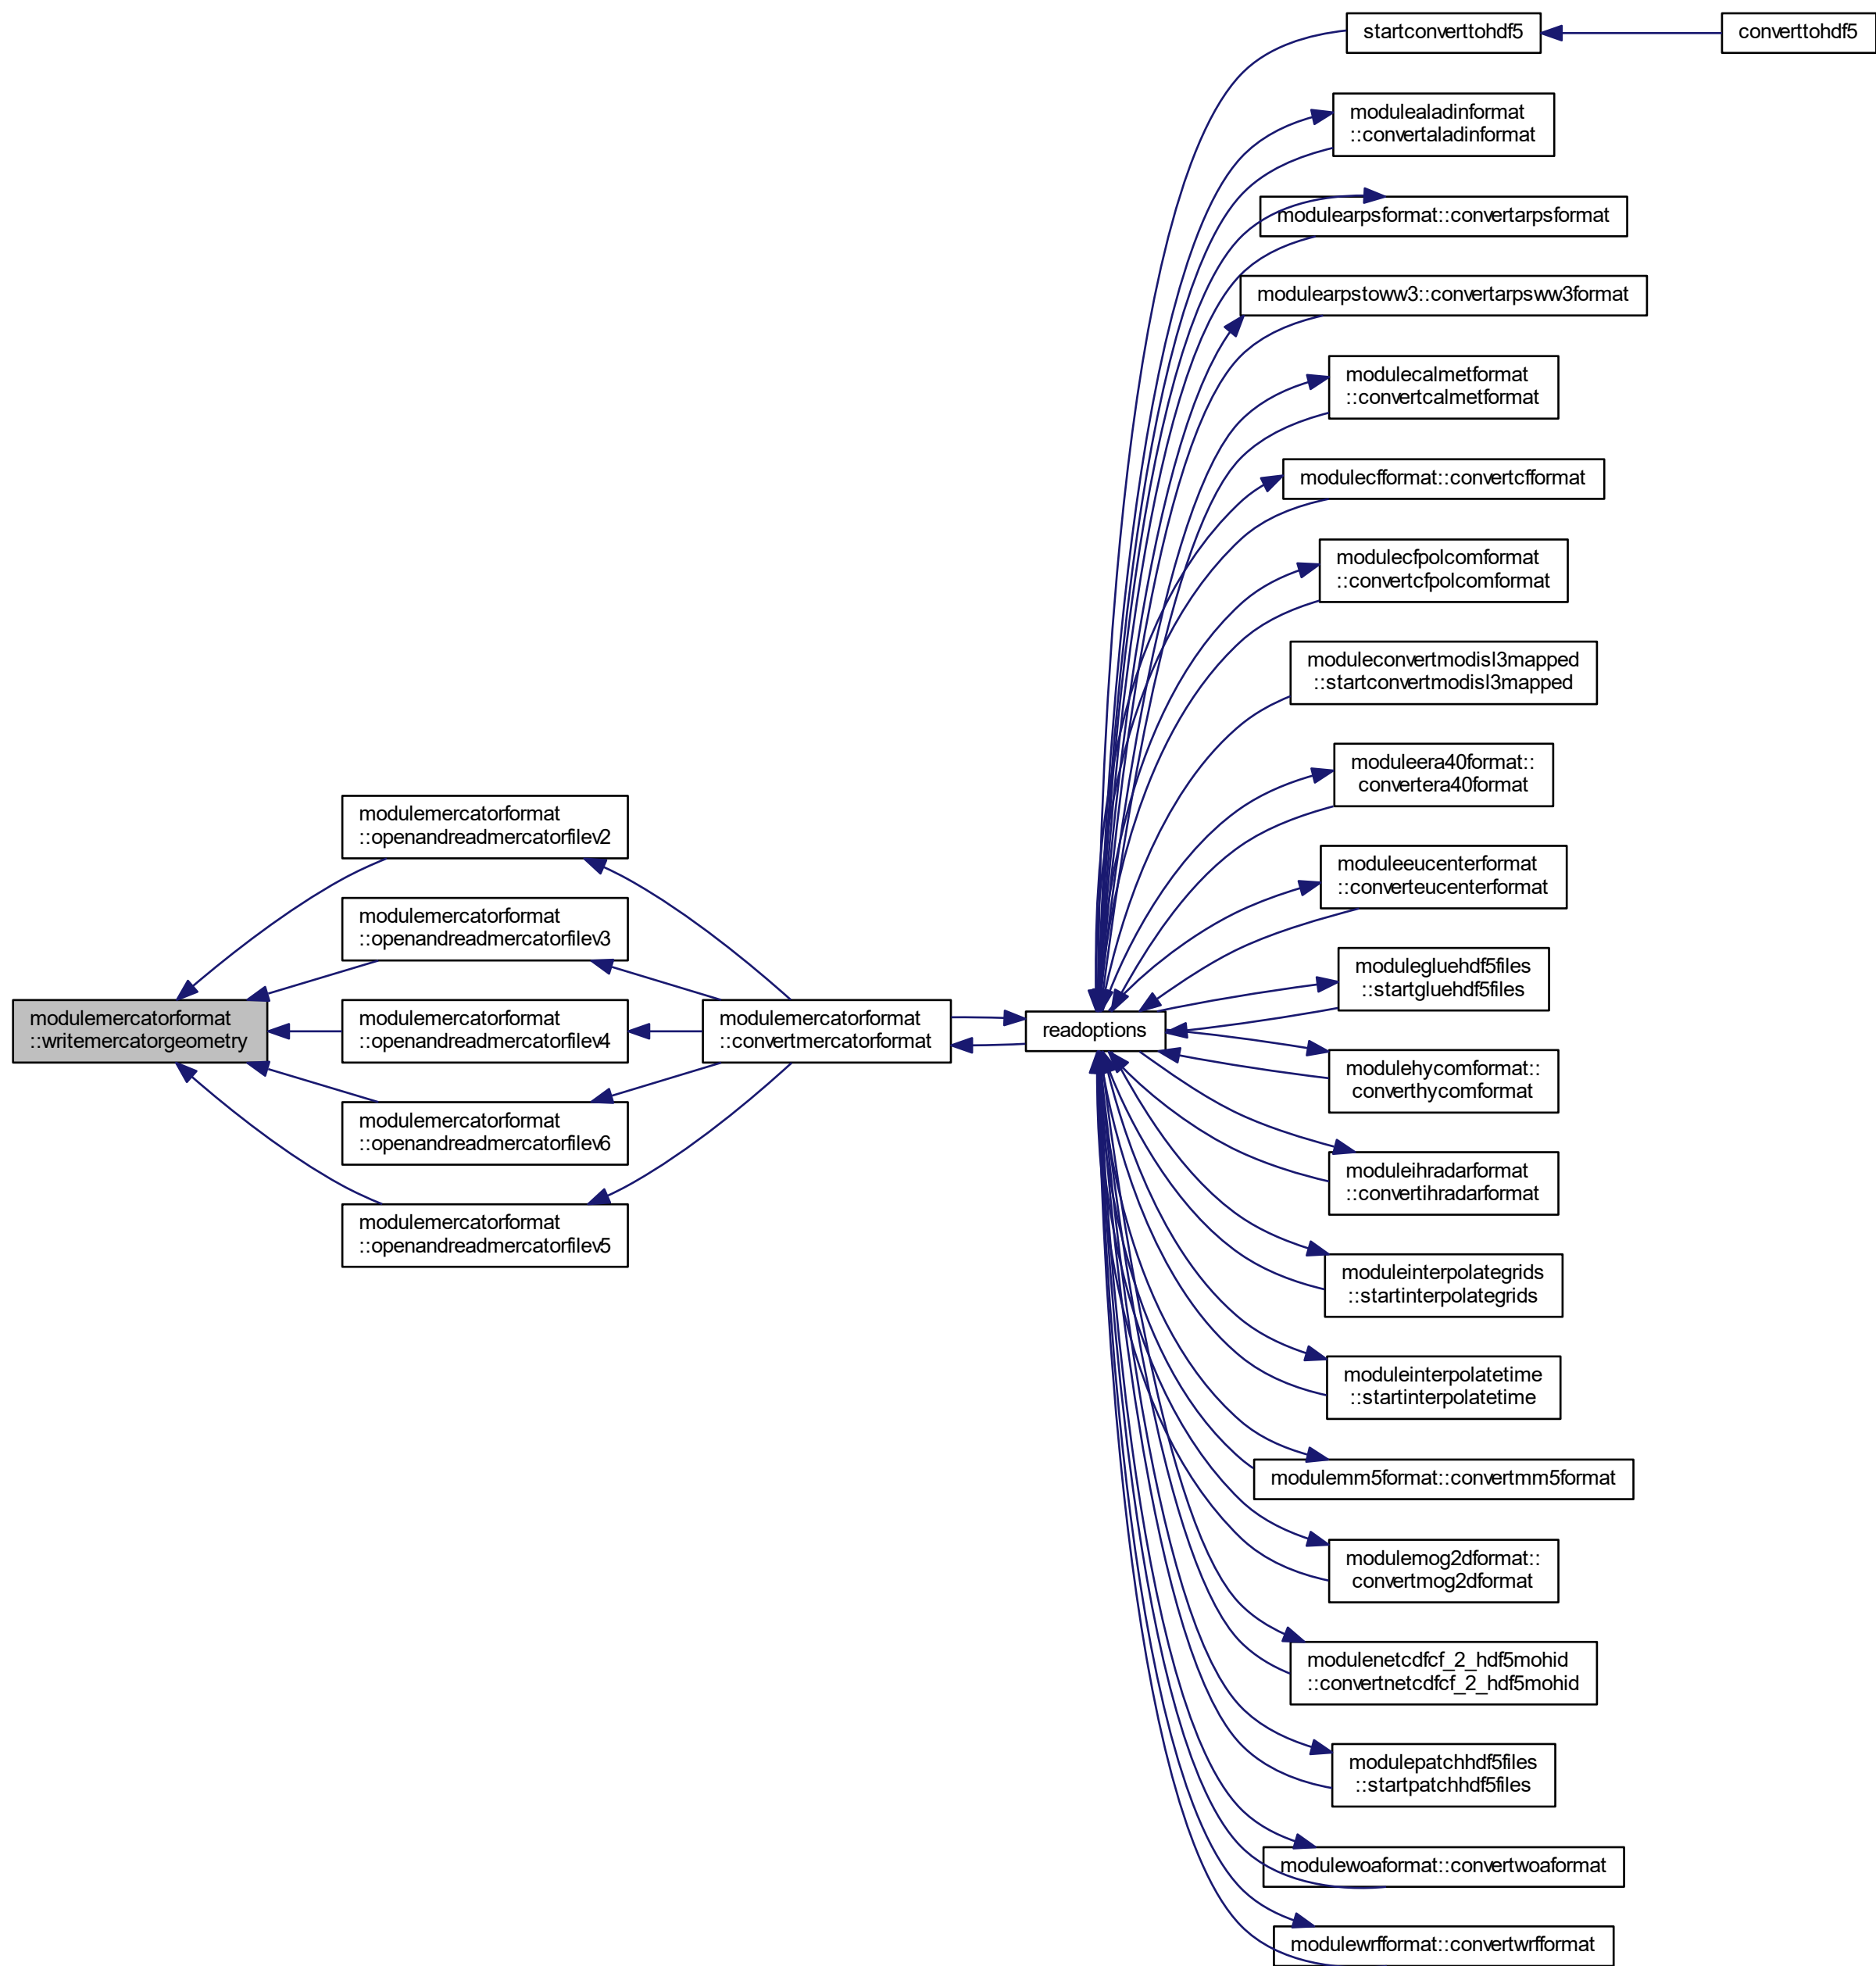 startconverttohdf5
converttohdf5
modulealadinformat
::convertaladinformat
modulearpsformat::convertarpsformat
modulearpstoww3::convertarpsww3format
modulecalmetformat
::convertcalmetformat
modulecfformat::convertcfformat
modulecfpolcomformat
::convertcfpolcomformat
moduleconvertmodisl3mapped
::startconvertmodisl3mapped
moduleera40format::
convertera40format
moduleeucenterformat
::converteucenterformat
modulegluehdf5files
::startgluehdf5files
modulemercatorformat
::openandreadmercatorfilev2
modulemercatorformat
::openandreadmercatorfilev3
modulemercatorformat
::writemercatorgeometry
modulemercatorformat
::openandreadmercatorfilev4
modulemercatorformat
::convertmercatorformat
readoptions
modulemercatorformat
::openandreadmercatorfilev6
modulemercatorformat
::openandreadmercatorfilev5
modulehycomformat::
converthycomformat
moduleihradarformat
::convertihradarformat
moduleinterpolategrids
::startinterpolategrids
moduleinterpolatetime
::startinterpolatetime
modulemm5format::convertmm5format
modulemog2dformat::
convertmog2dformat
modulenetcdfcf_2_hdf5mohid
::convertnetcdfcf_2_hdf5mohid
modulepatchhdf5files
::startpatchhdf5files
modulewoaformat::convertwoaformat
modulewrfformat::convertwrfformat